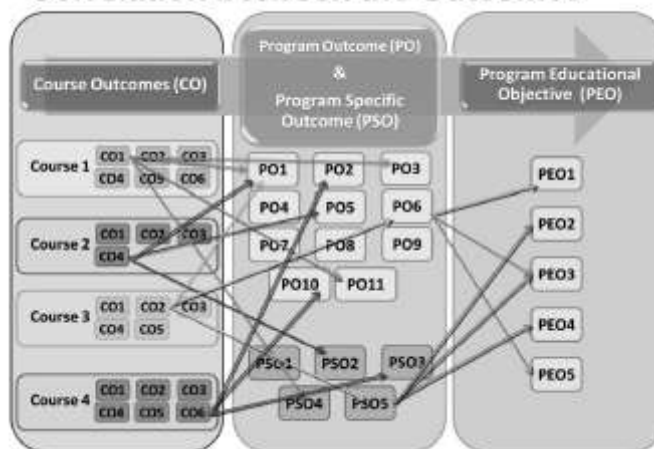 Course Outcomes (CO)
Program Outcome (PO)
&
Program Specific
Outcome (PSO)
Program Educational
Objective (PEO)
Course 1
CO1 CO2 CO3
CO4 CO5 CO6
Course 2
CO1 CO2 CO3
CO4
Course 3
CO1 CO2 CO3
CO4 CO5
Course 4
CO1 CO2 CO3
CO4 CO5 CO6
PO1 PO2 PO3
PO4 PO5 PO6
PO7 PO8 PO9
PO10 PO11
PSO1 PSO2 PSO3
PSO4 PSO5
PEO1
PEO2
PEO3
PEO4
PEO5